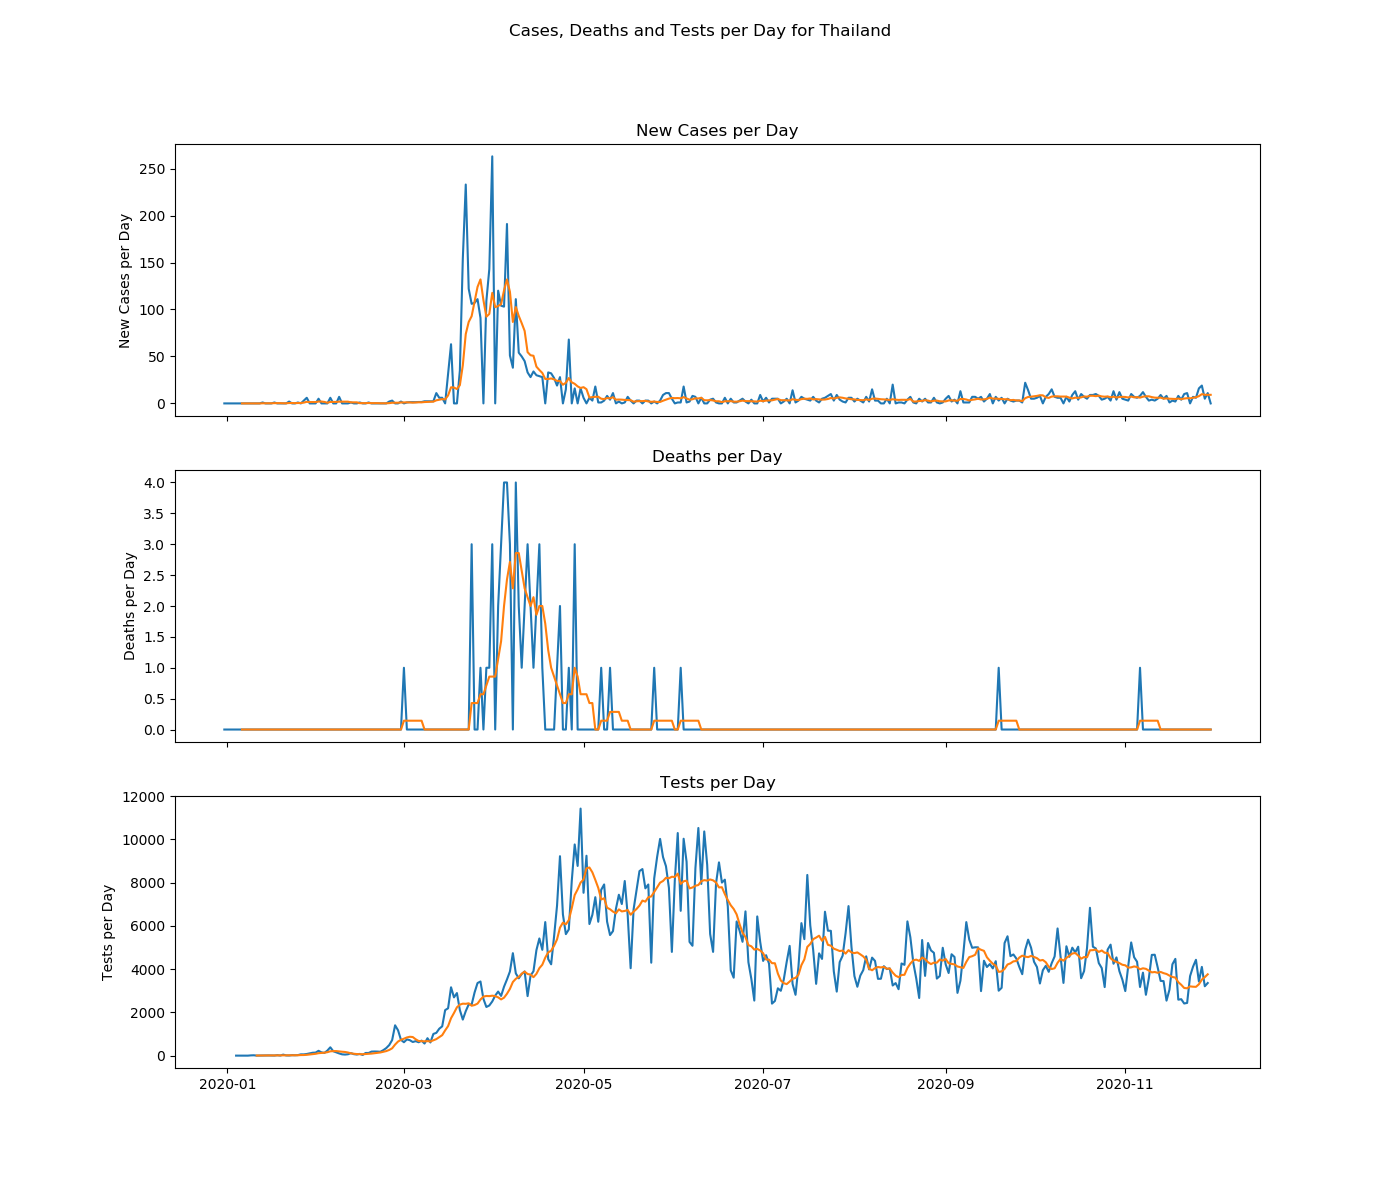 Cases, Deaths and Tests per Day for Thailand
New Cases per Day
New Cases per Day
250
200
150
100
50
0
Deaths per Day
Deaths per Day
4.0
3.5
3.0
2.5
2.0
1.5
1.0
0.5
0.0
Tests per Day
Tests per Day
12000
10000
8000
6000
4000
2000
0
2020-01 2020-03 2020-05 2020-07 2020-09 2020-11